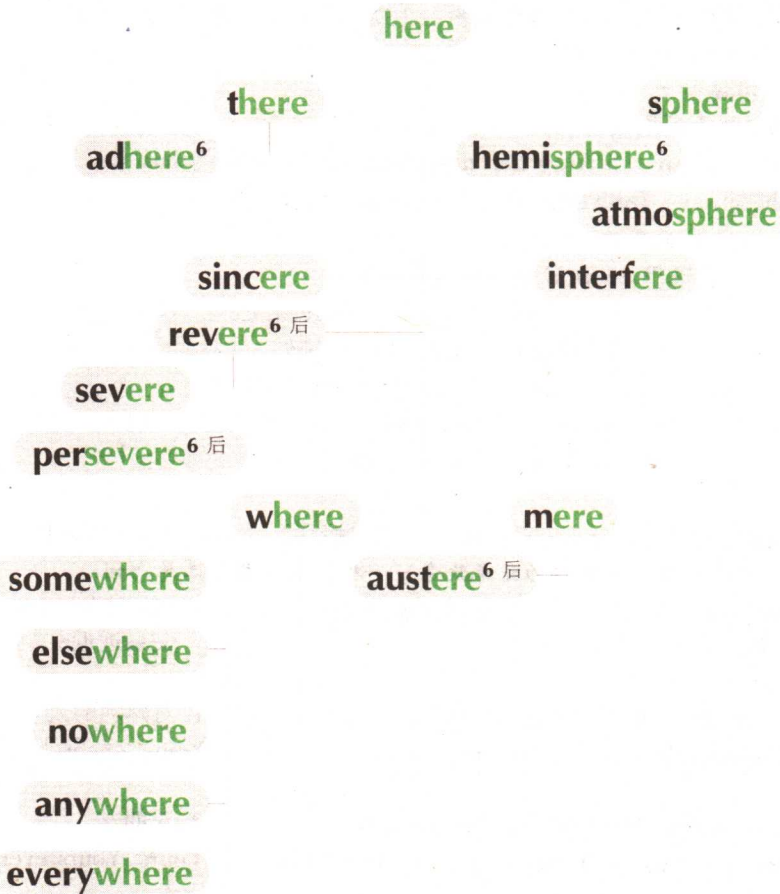 here
there sphere
adhere⁶ hemisphere⁶
atmosphere
sincere interfere
revere⁶ 后
severe
persevere⁶ 后
where mere
somewhere austere⁶ 后
elsewhere
nowhere
anywhere
everywhere